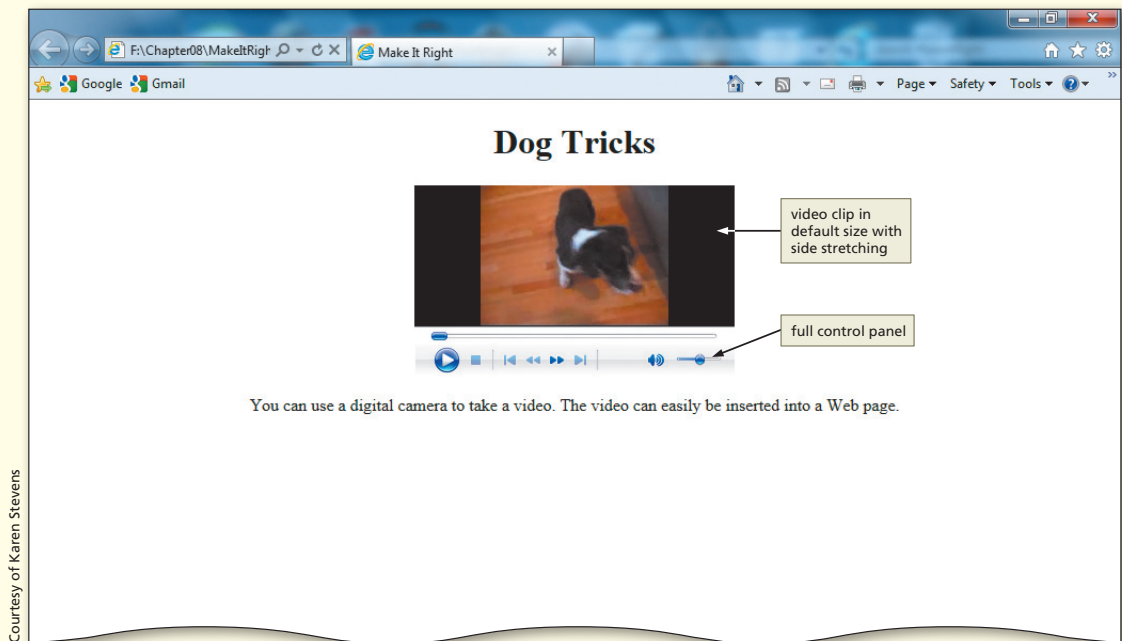 F:\Chapter08\MakeItRigh
Make It Right
Google Gmail
Page Safety Tools
Dog Tricks
video clip in
default size with
side stretching
full control panel
You can use a digital camera to take a video. The video can easily be inserted into a Web page.
Courtesy of Karen Stevens